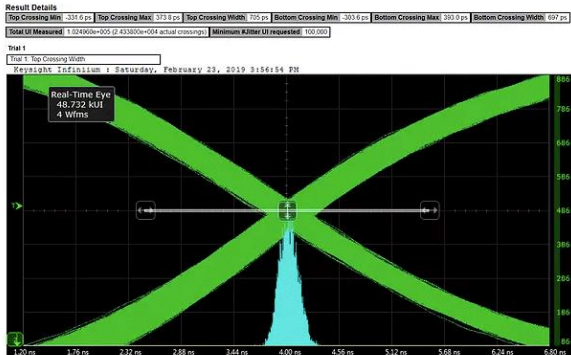 Result Details
Top Crossing Min -331.6 ps Top Crossing Max 373.8 ps Top Crossing Width 705 ps Bottom Crossing Min -303.6 ps Bottom Crossing Max 393.0 ps Bottom Crossing Width 697 ps
Total UI Measured 1.024960e+005 (2.433800e+004 actual crossings) Minimum #Jitter UI requested 100,000
Trial 1
Trial 1: Top Crossing Width
Keysight Infiniium : Saturday, February 23, 2019 3:56:54 PM
Real-Time Eye
48.732 kUI
4 Wfms
886
786
686
586
486
386
286
186
86
T
1.20 ns 1.76 ns 2.32 ns 2.88 ns 3.44 ns 4.00 ns 4.56 ns 5.12 ns 5.68 ns 6.24 ns 6.80 ns